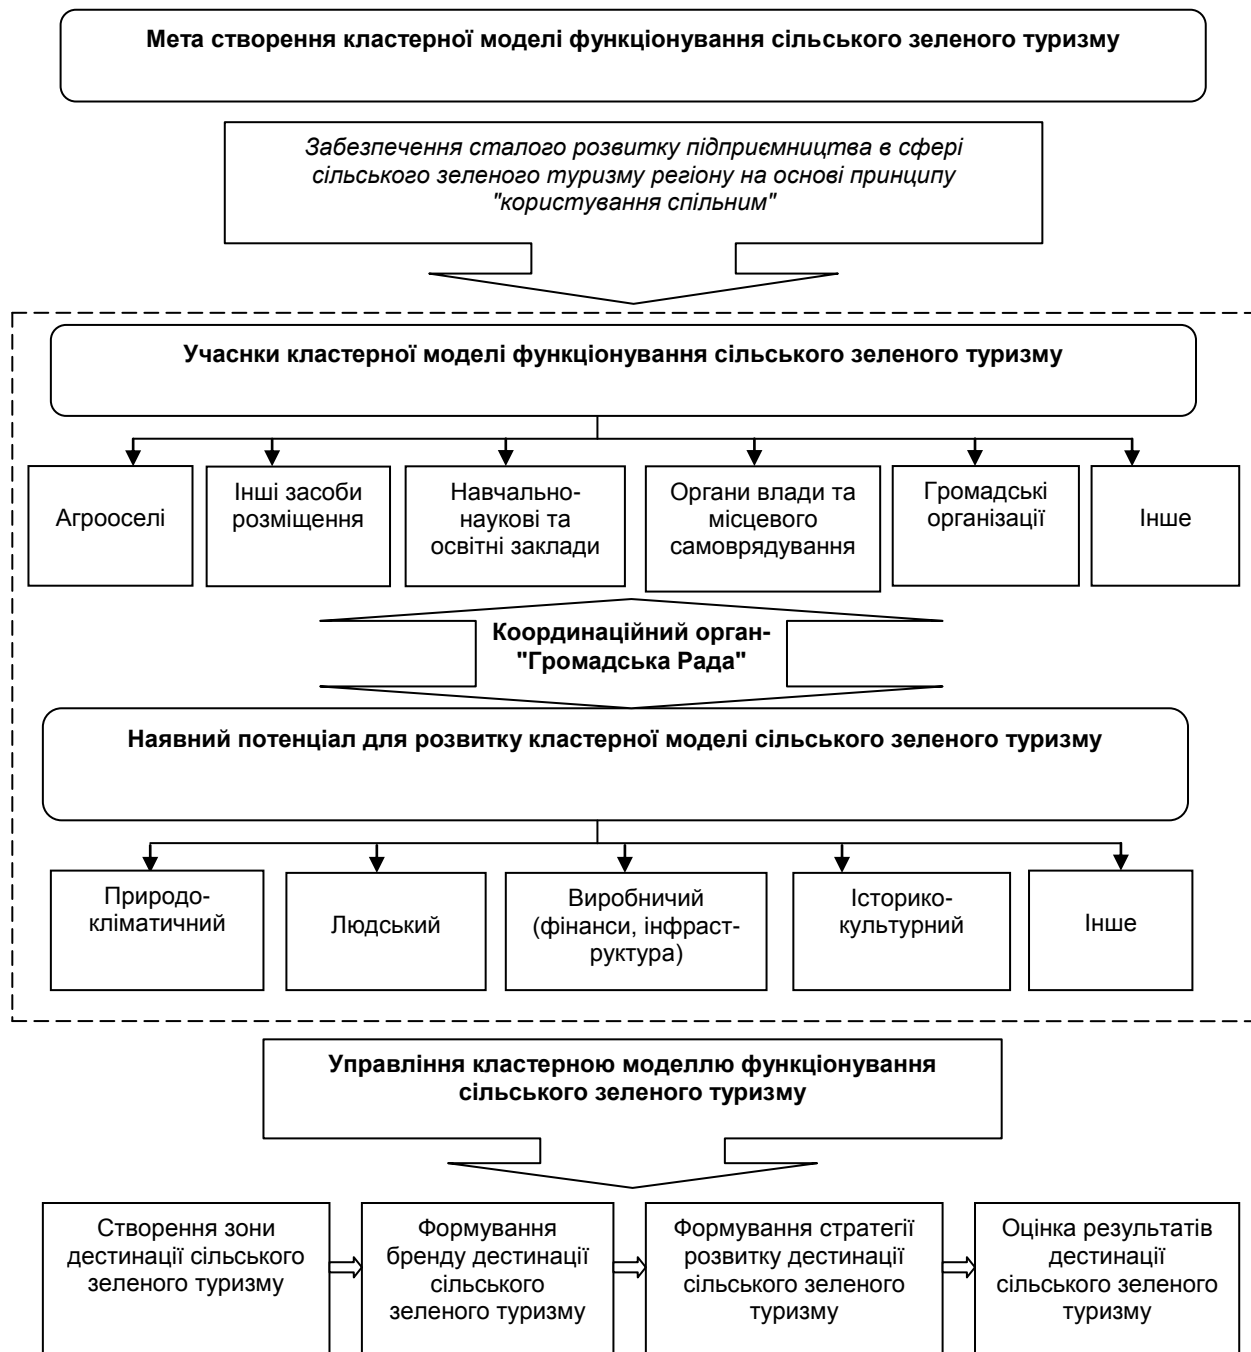 Мета створення кластерної моделі функціонування сільського зеленого туризму
Забезпечення сталого розвитку підприємництва в сфері
сільського зеленого туризму регіону на основі принципу
"користування спільним"
Учаснки кластерної моделі функціонування сільського зеленого туризму
Агрооселі
Інші засоби
розміщення
Навчально-
наукові та
освітні заклади
Органи влади та
місцевого
самоврядування
Громадські
організації
Інше
Координаційний орган-
"Громадська Рада"
Наявний потенціал для розвитку кластерної моделі сільського зеленого туризму
Природо-
кліматичний
Людський
Виробничий
(фінанси, інфраст-
руктура)
Історико-
культурний
Інше
Управління кластерною моделлю функціонування
сільського зеленого туризму
Створення зони
дестинації сільського
зеленого туризму
Формування
бренду дестинації
сільського
зеленого туризму
Формування стратегії
розвитку дестинації
сільського зеленого
туризму
Оцінка результатів
дестинації
сільського зеленого
туризму